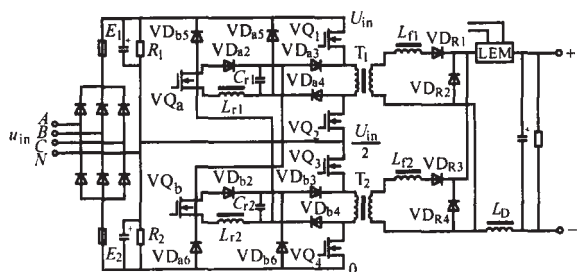 E1 R1 VDb5 VDa5 VQ1 Uin
VDa2 VDa3 Lf1 VDR1 LEM +
VQa Cr1 VDa4 T1 VDR2
Lr1
A
uin B
C
N
VQ2 Uin/2
VQ3
VQb VDb2 VDb3 T2 Lf2 VDR3
Cr2 VDb4 VDR4
R2 Lr2 LD
E2 VDa6 VDb6 VQ4 0 −
+ + +